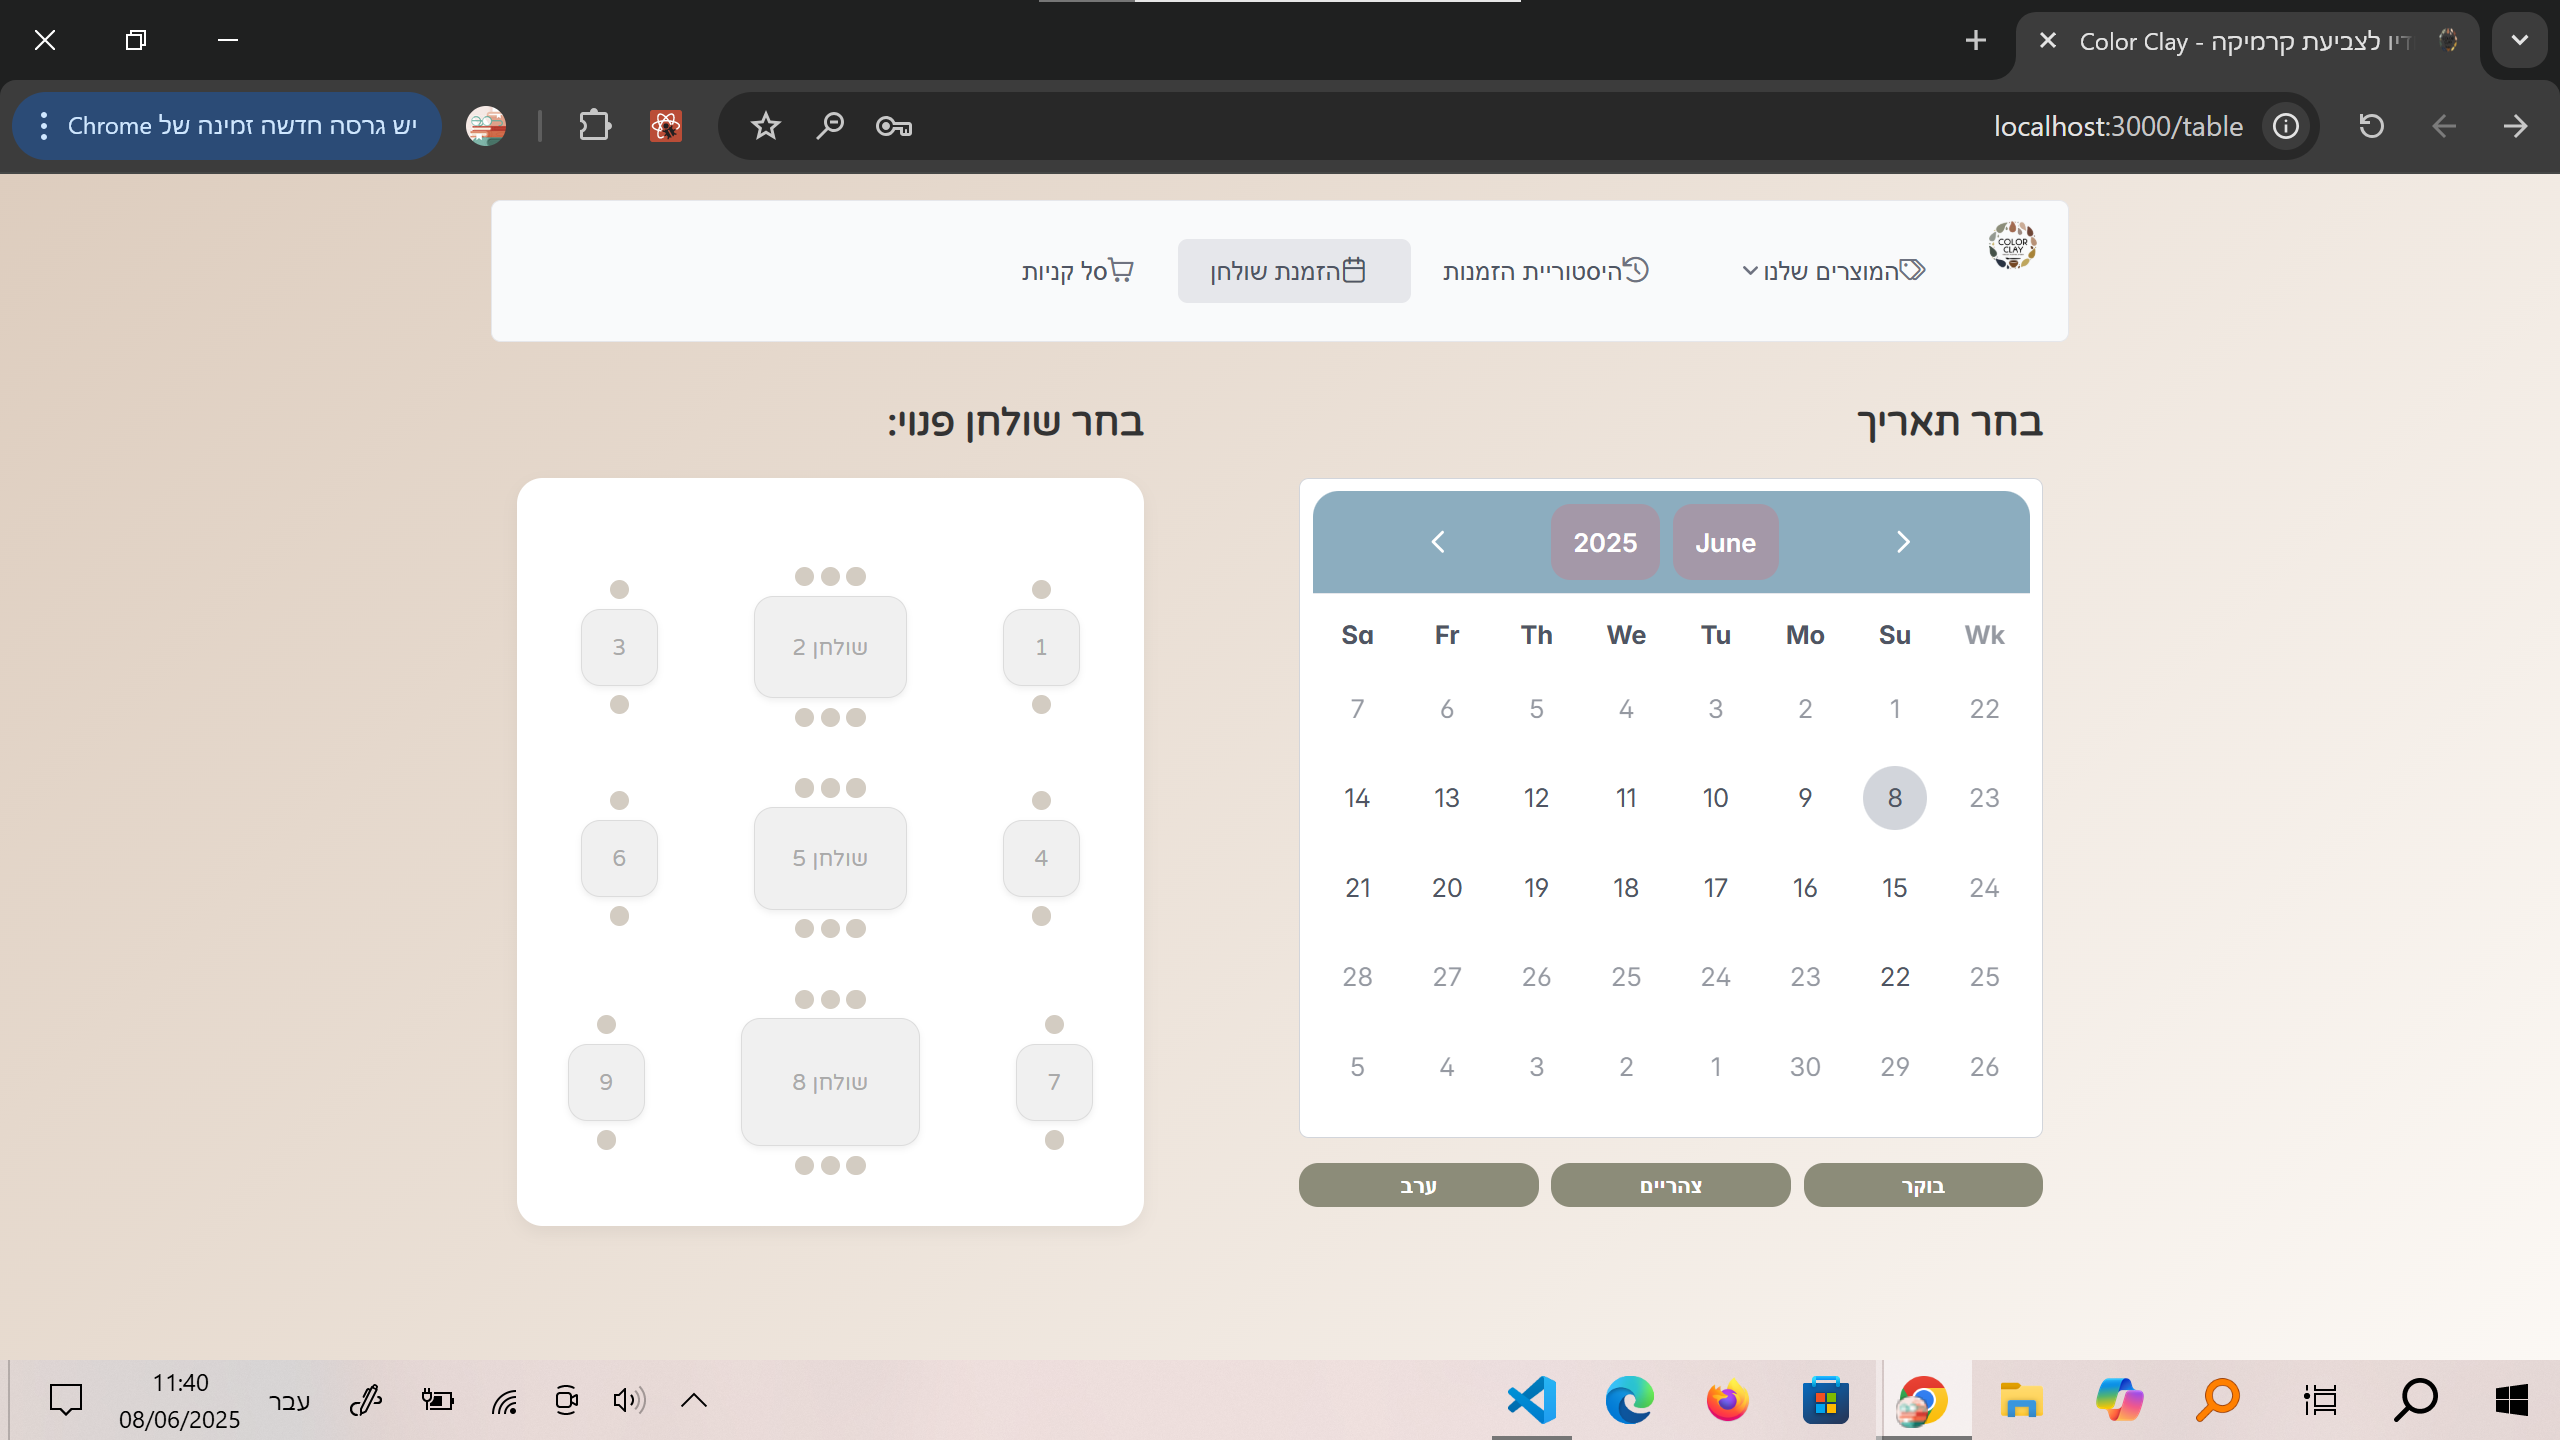 Color Clay - דיו לצביעת קרמיקה
localhost:3000/table
יש גרסה חדשה זמינה של Chrome
COLOR
CLAY
המוצרים שלנו
היסטוריית הזמנות
הזמנת שולחן
סל קניות
בחר תאריך
June 2025
Wk Su Mo Tu We Th Fr Sa
22 1 2 3 4 5 6 7
23 8 9 10 11 12 13 14
24 15 16 17 18 19 20 21
25 22 23 24 25 26 27 28
26 29 30 1 2 3 4 5
בוקר צהריים ערב
בחר שולחן פנוי:
1 שולחן 2 3
4 שולחן 5 6
7 שולחן 8 9
עבר
11:40
08/06/2025